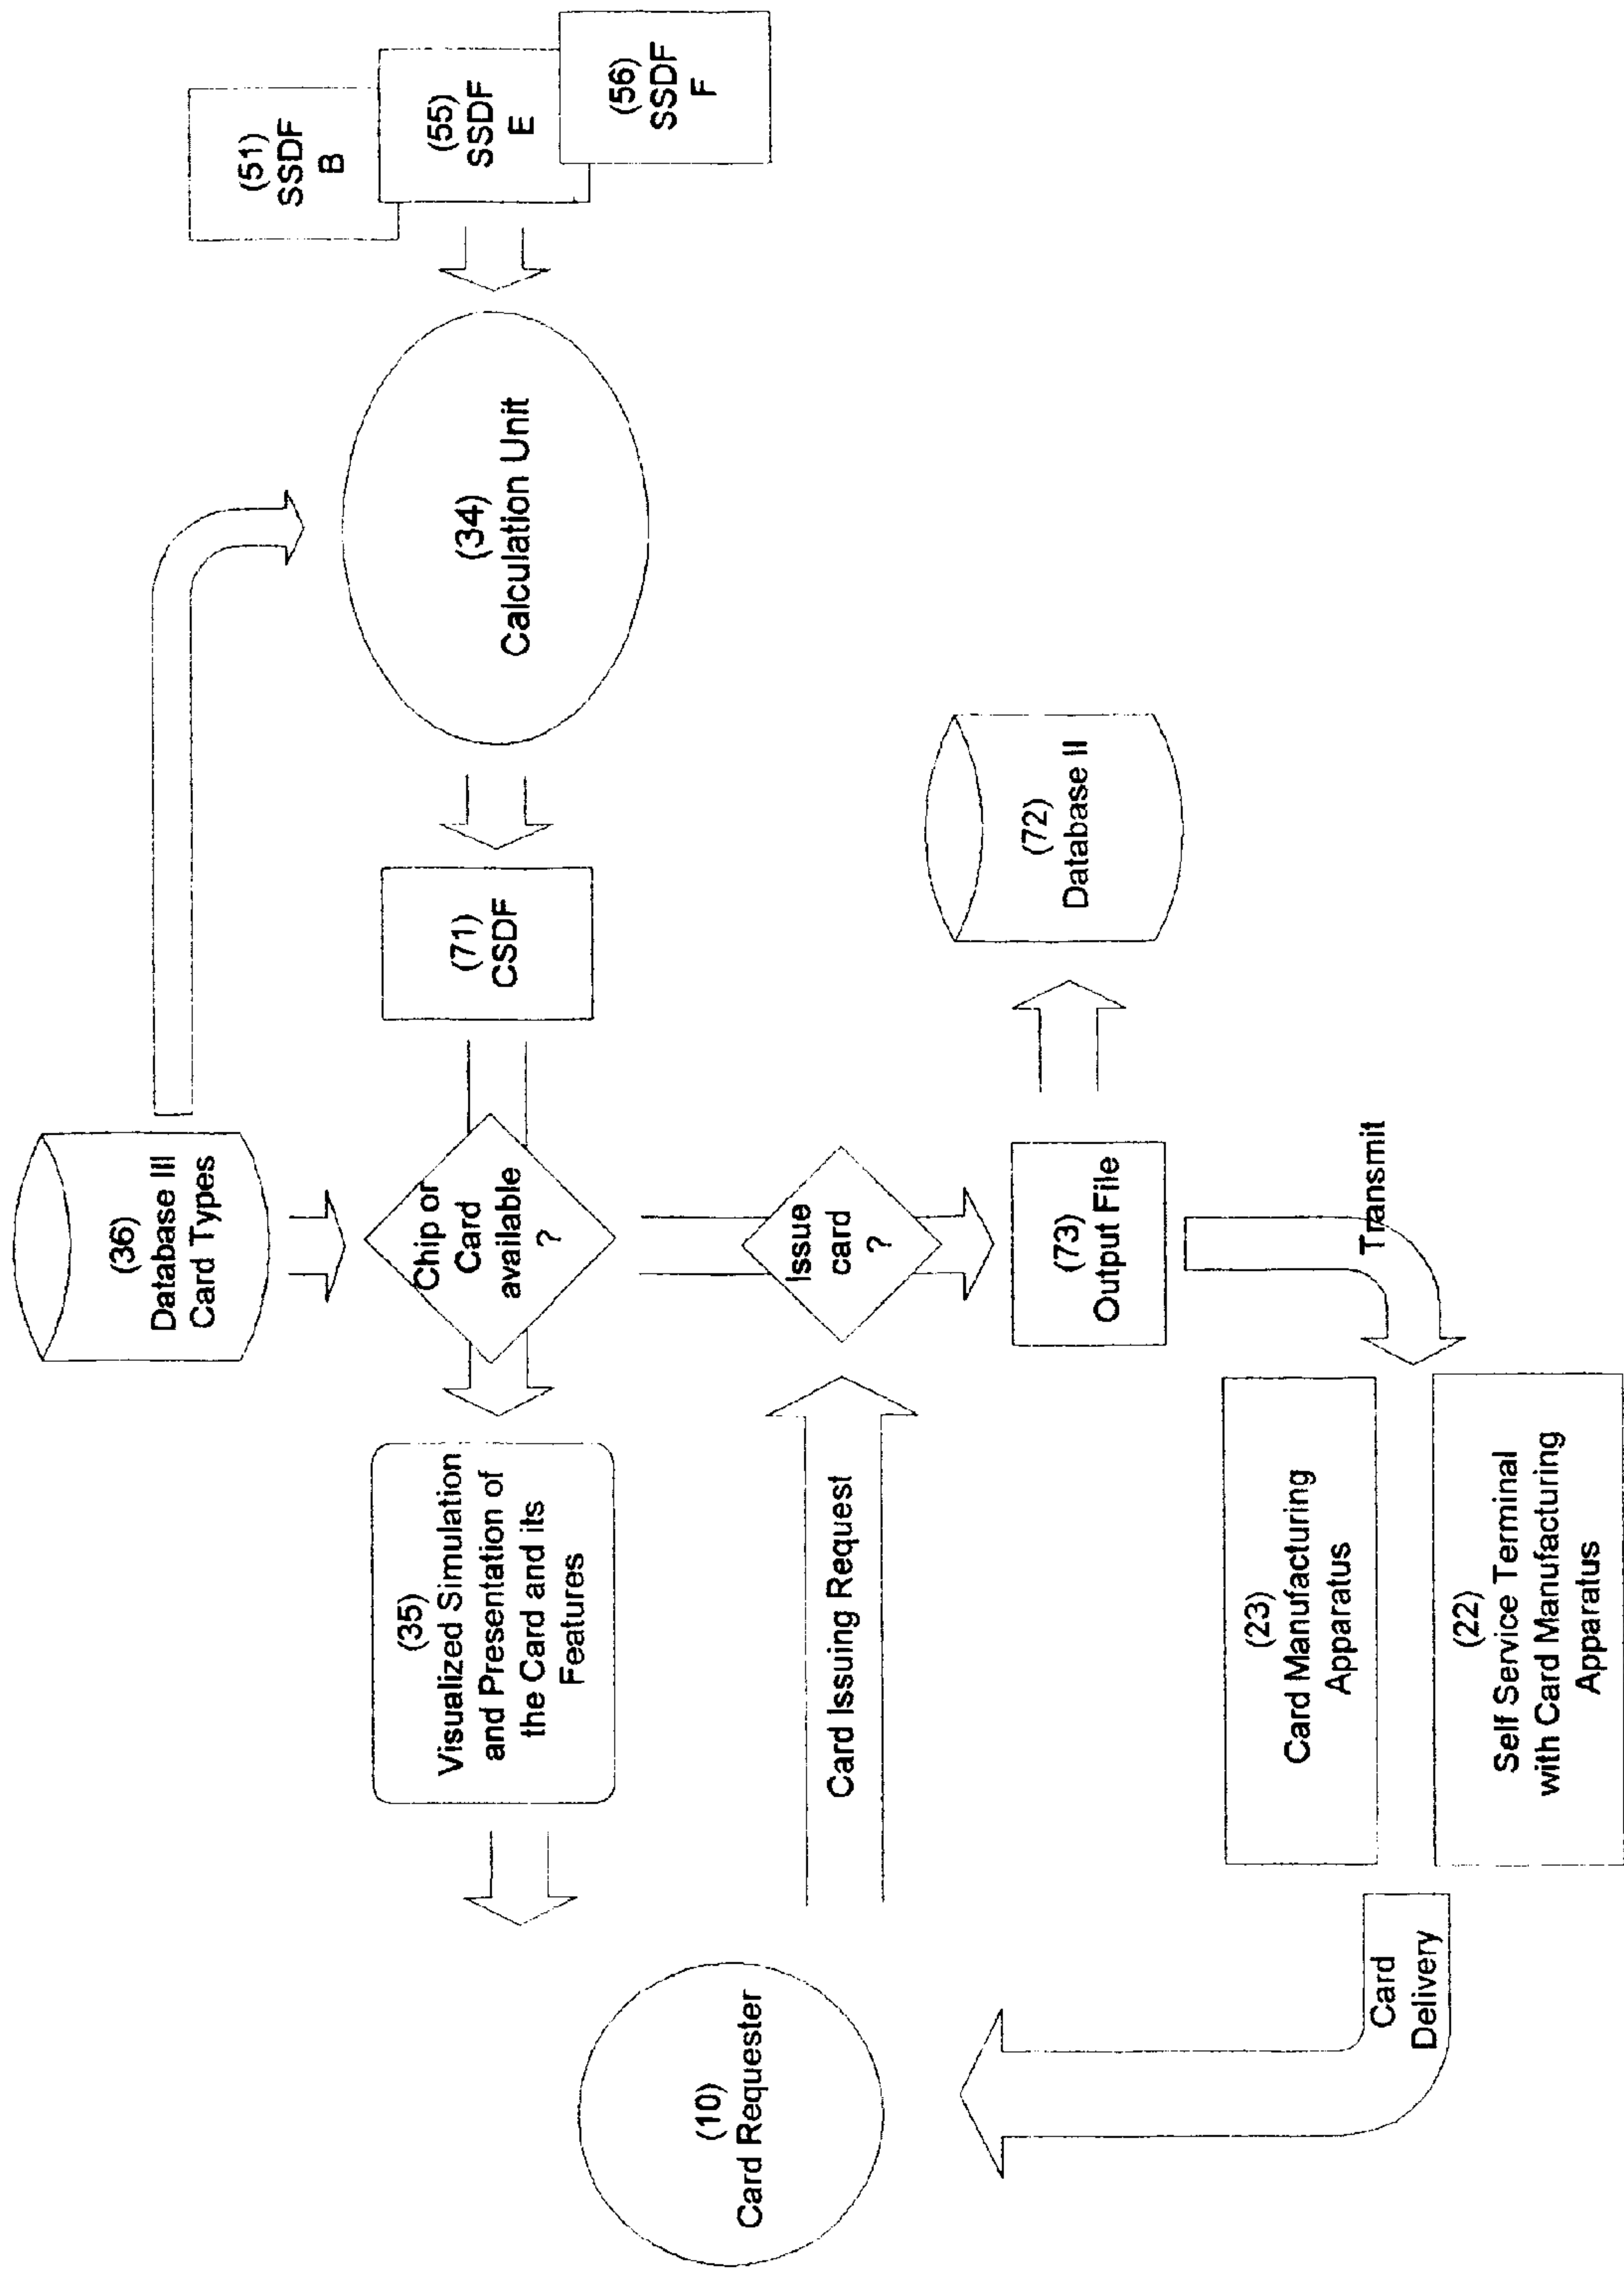 (36)
Database III
Card Types
(51)
SSDF
B
(55)
SSDF
E
(56)
SSDF
F
(34)
Calculation Unit
(71)
CSDF
Chip or
Card
available
?
(35)
Visualized Simulation
and Presentation of
the Card and its
Features
(10)
Card Requester
Card Issuing Request
Issue
card
?
(72)
Database II
(73)
Output File
Transmit
(23)
Card Manufacturing
Apparatus
(22)
Self Service Terminal
with Card Manufacturing
Apparatus
Card
Delivery